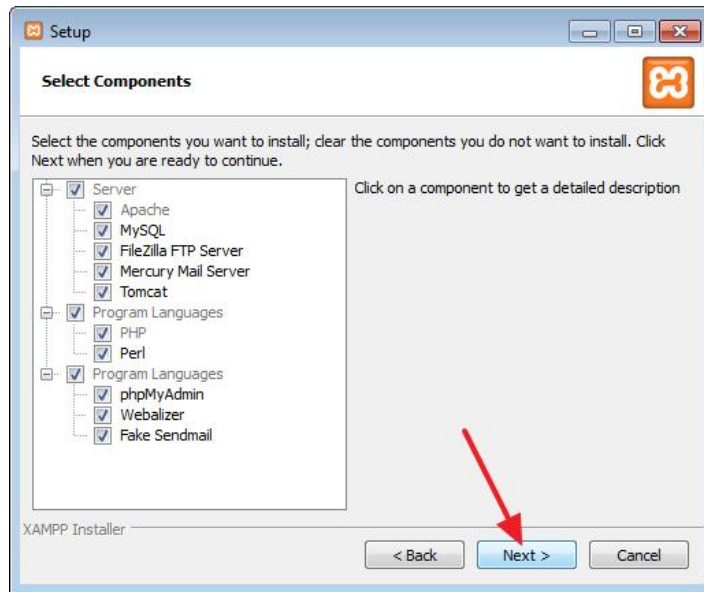 Setup
Select Components
Select the components you want to install; clear the components you do not want to install. Click
Next when you are ready to continue.
Server
Apache
MySQL
FileZilla FTP Server
Mercury Mail Server
Tomcat
Program Languages
PHP
Perl
Program Languages
phpMyAdmin
Webalizer
Fake Sendmail
Click on a component to get a detailed description
XAMPP Installer
< Back
Next >
Cancel